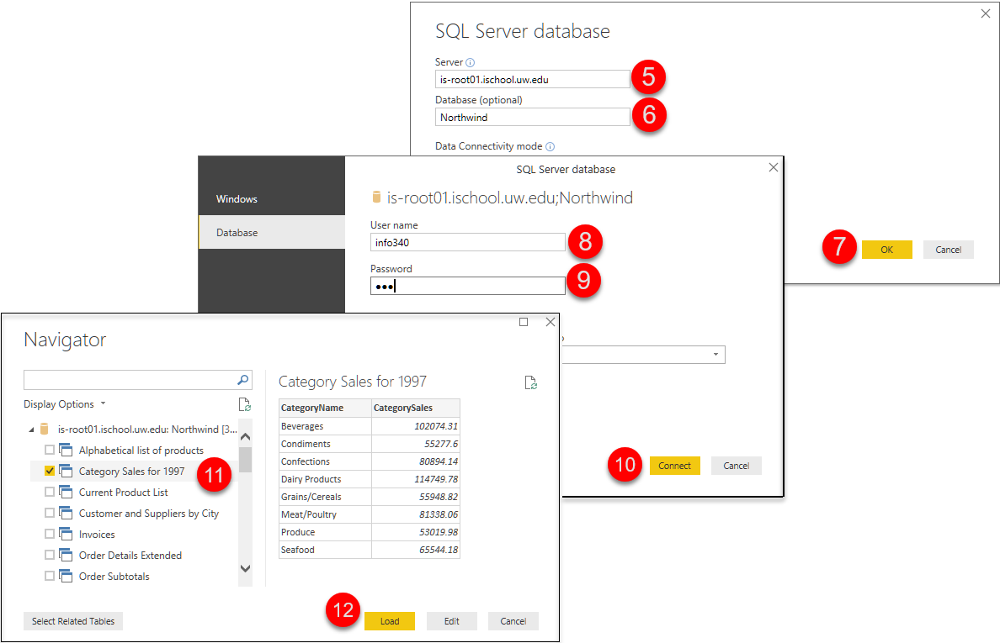 SQL Server database
Server
is-root01.ischool.uw.edu
5
Database (optional)
Northwind
6
Data Connectivity mode
7
OK
Cancel
SQL Server database
Windows
Database
is-root01.ischool.uw.edu;Northwind
User name
info340
8
Password
9
10
Connect
Cancel
Navigator
Display Options
is-root01.ischool.uw.edu: Northwind [3...
Alphabetical list of products
Category Sales for 1997
11
Current Product List
Customer and Suppliers by City
Invoices
Order Details Extended
Order Subtotals
Category Sales for 1997
CategoryName CategorySales
Beverages 102074.31
Condiments 55277.6
Confections 80894.14
Dairy Products 114749.78
Grains/Cereals 55948.82
Meat/Poultry 81338.06
Produce 53019.98
Seafood 65544.18
Select Related Tables
12
Load
Edit
Cancel